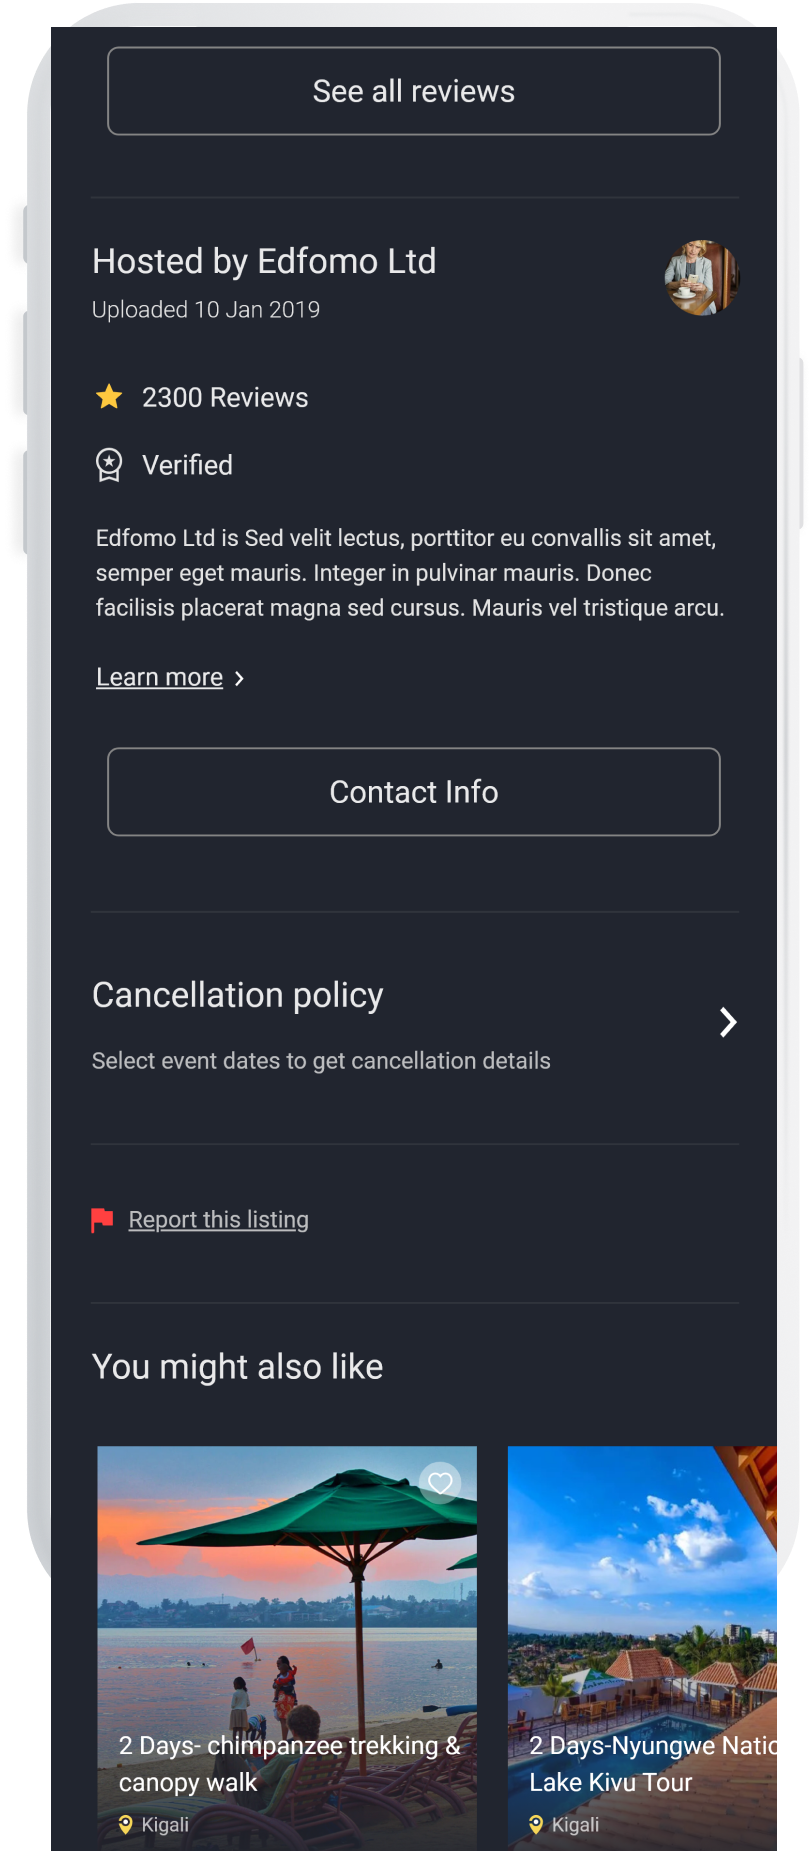 See all reviews
Hosted by Edfomo Ltd
Uploaded 10 Jan 2019
2300 Reviews
Verified
Edfomo Ltd is Sed velit lectus, porttitor eu convallis sit amet,
semper eget mauris. Integer in pulvinar mauris. Donec
facilisis placerat magna sed cursus. Mauris vel tristique arcu.
Learn more
Contact Info
Cancellation policy
Select event dates to get cancellation details
Report this listing
You might also like
2 Days- chimpanzee trekking &
canopy walk
Kigali
2 Days-Nyungwe Natio
Lake Kivu Tour
Kigali